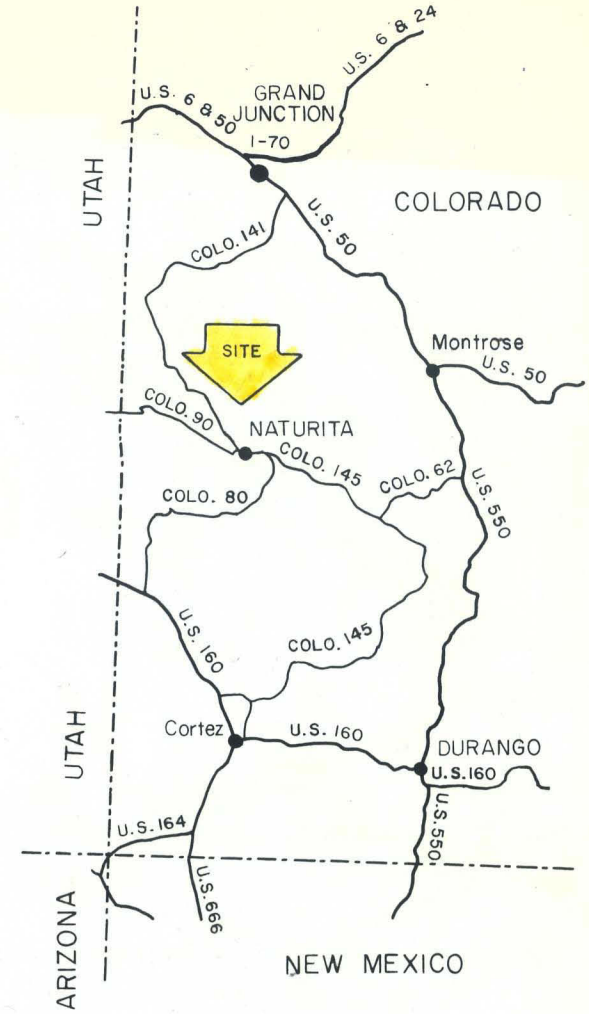 U.S. 6 & 24
U.S. 6 & 50
GRAND
JUNCTION
I-70
UTAH
COLORADO
U.S. 50
COLO. 141
SITE
Montrose
U.S. 50
COLO. 90
NATURITA
COLO. 145
COLO. 62
COLO. 80
U.S. 550
U.S. 160
COLO. 145
UTAH
Cortez
U.S. 160
DURANGO
U.S. 160
U.S. 164
U.S. 550
U.S. 666
ARIZONA
NEW MEXICO